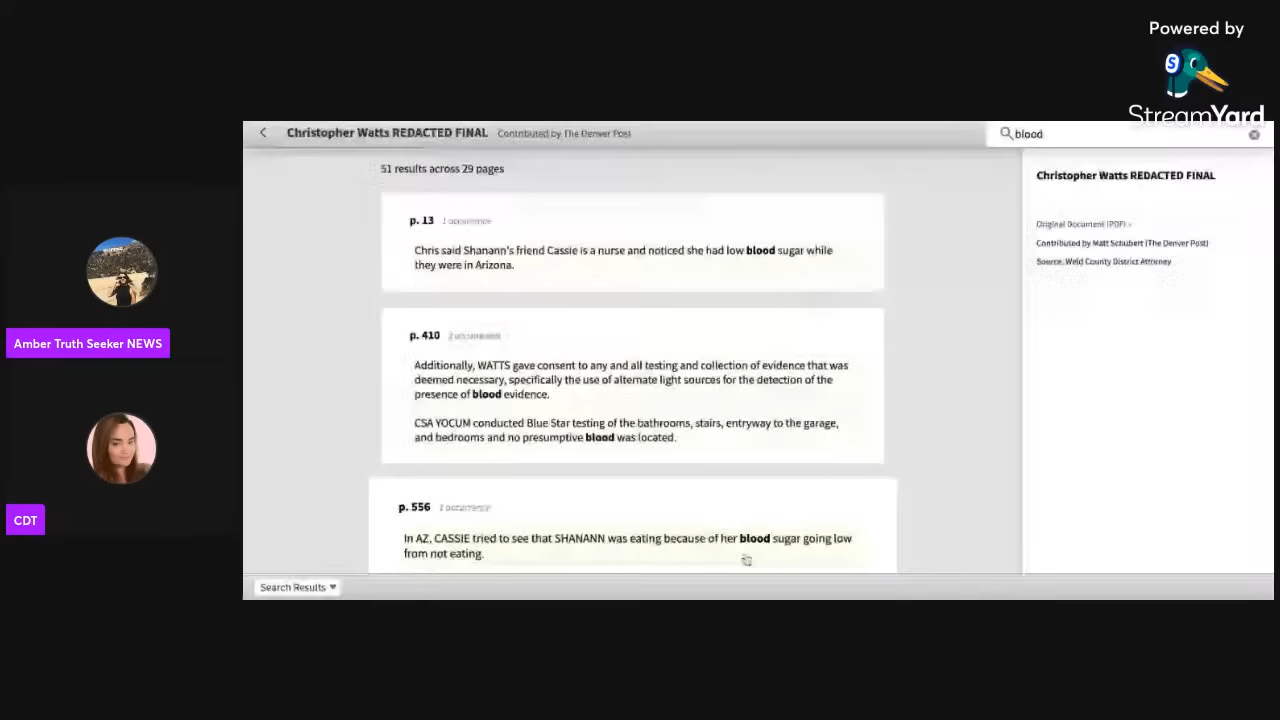 Powered by
StreamYard
Christopher Watts REDACTED FINAL Contributed by The Denver Post
blood
51 results across 29 pages
p. 13 1 occurrence
Chris said Shanann's friend Cassie is a nurse and noticed she had low blood sugar while
they were in Arizona.
p. 410 2 occurrences
Additionally, WATTS gave consent to any and all testing and collection of evidence that was
deemed necessary, specifically the use of alternate light sources for the detection of the
presence of blood evidence.
CSA YOCUM conducted Blue Star testing of the bathrooms, stairs, entryway to the garage,
and bedrooms and no presumptive blood was located.
p. 556 1 occurrence
In AZ, CASSIE tried to see that SHANANN was eating because of her blood sugar going low
from not eating.
Search Results
Christopher Watts REDACTED FINAL
Original Document (PDF) »
Contributed by Matt Schubert (The Denver Post)
Source: Weld County District Attorney
Amber Truth Seeker NEWS
CDT